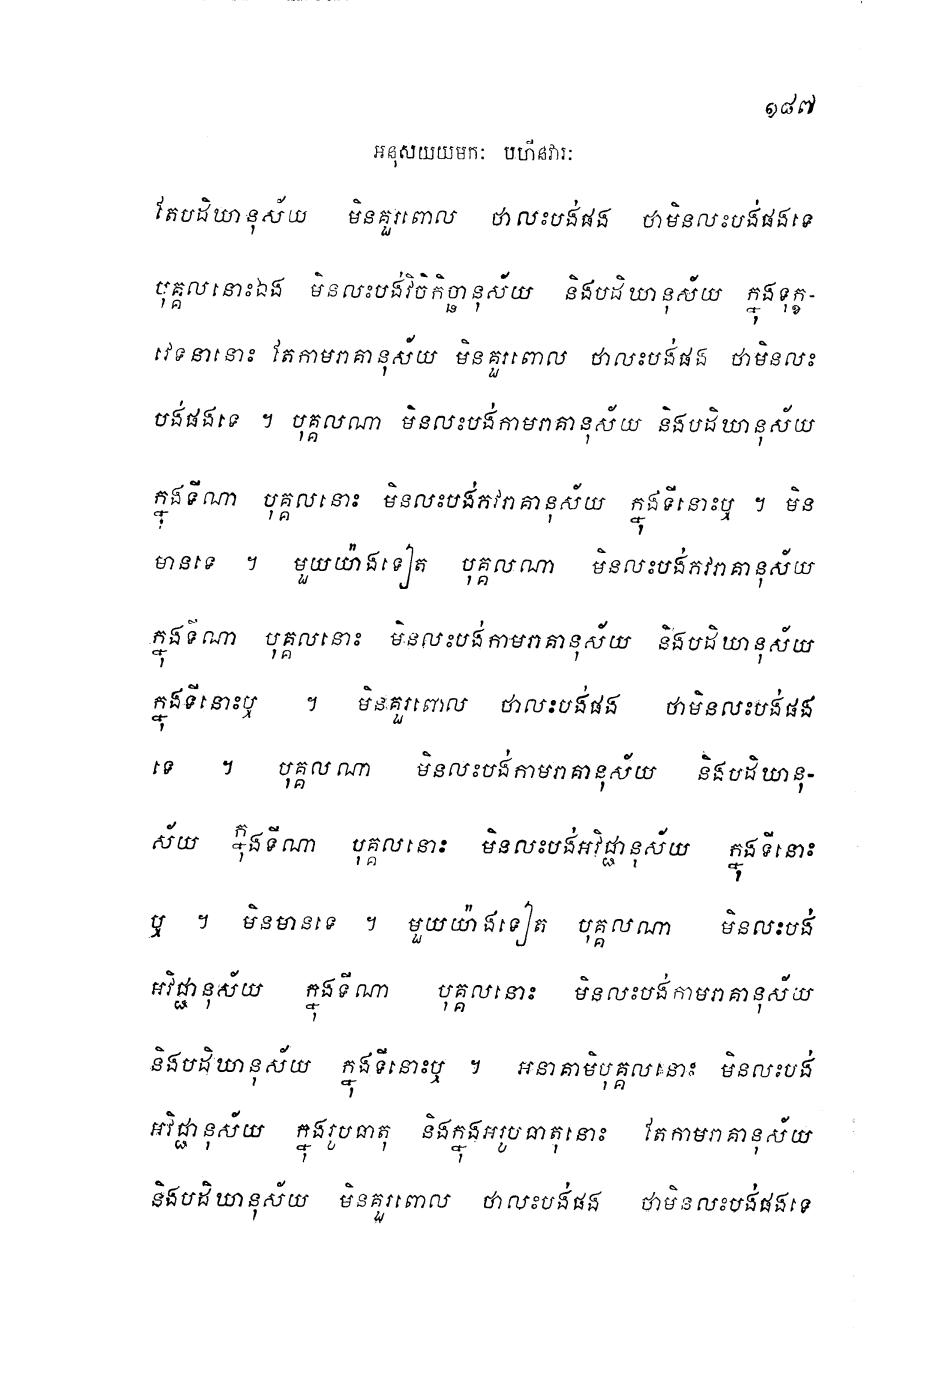 ១៨៧
អនុសយយមកៈ បហីនវារៈ
តែបដិឃានុស័យ មិនគួរពោល ថាលះបង់ផង ថាមិនលះបង់ផងទេ
បុគ្គលនោះឯង មិនលះបង់វិចិកិច្ឆានុស័យ និងបដិឃានុស័យ ក្នុងទុក្ខ-
វេទនានោះ តែកាមរាគានុស័យ មិនគួរពោល ថាលះបង់ផង ថាមិនលះ
បង់ផងទេ ។ បុគ្គលណា មិនលះបង់កាមរាគានុស័យ និងបដិឃានុស័យ
ក្នុងទីណា បុគ្គលនោះ មិនលះបង់ភវរាគានុស័យ ក្នុងទីនោះឬ ។ មិន
មានទេ ។ មួយយ៉ាងទៀត បុគ្គលណា មិនលះបង់ភវរាគានុស័យ
ក្នុងទីណា បុគ្គលនោះ មិនលះបង់កាមរាគានុស័យ និងបដិឃានុស័យ
ក្នុងទីនោះឬ ។ មិនគួរពោល ថាលះបង់ផង ថាមិនលះបង់ផង
ទេ ។ បុគ្គលណា មិនលះបង់កាមរាគានុស័យ និងបដិឃានុ-
ស័យ ក្នុងទីណា បុគ្គលនោះ មិនលះបង់អវិជ្ជានុស័យ ក្នុងទីនោះ
ឬ ។ មិនមានទេ ។ មួយយ៉ាងទៀត បុគ្គលណា មិនលះបង់
អវិជ្ជានុស័យ ក្នុងទីណា បុគ្គលនោះ មិនលះបង់កាមរាគានុស័យ
និងបដិឃានុស័យ ក្នុងទីនោះឬ ។ អនាគាមិបុគ្គលនោះ មិនលះបង់
អវិជ្ជានុស័យ ក្នុងរូបធាតុ និងក្នុងអរូបធាតុនោះ តែកាមរាគានុស័យ
និងបដិឃានុស័យ មិនគួរពោល ថាលះបង់ផង ថាមិនលះបង់ផងទេ